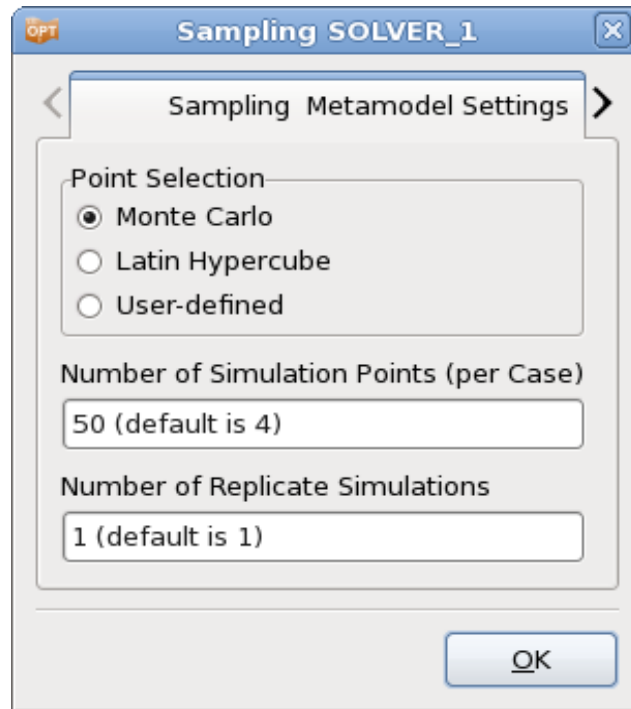 OPT
Sampling SOLVER_1
Sampling Metamodel Settings
Point Selection
Monte Carlo
Latin Hypercube
User-defined
Number of Simulation Points (per Case)
50 (default is 4)
Number of Replicate Simulations
1 (default is 1)
OK